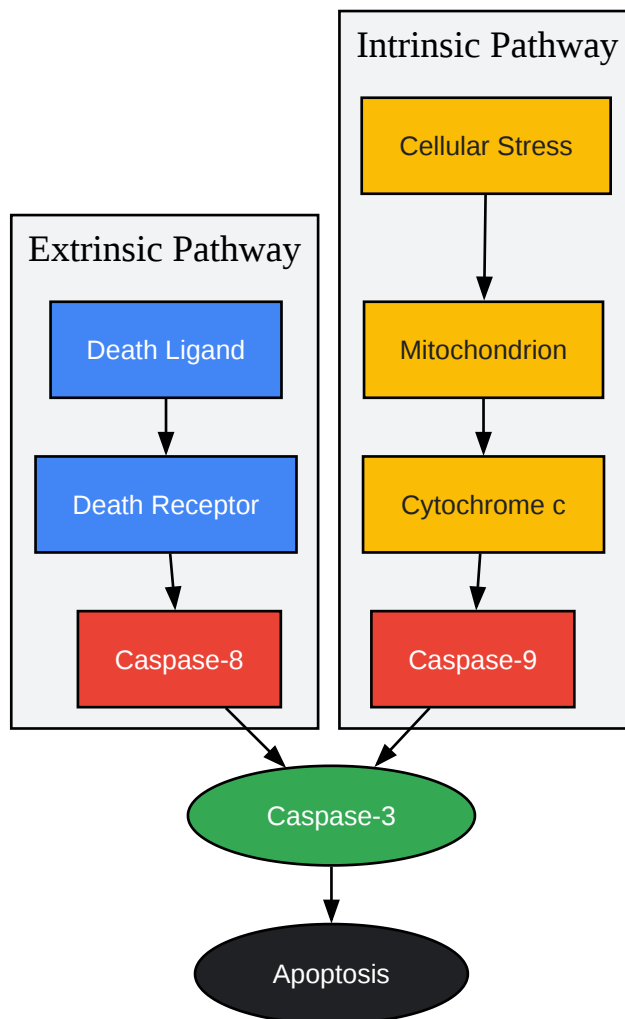 Intrinsic Pathway
Cellular Stress
Extrinsic Pathway
Death Ligand
Mitochondrion
Death Receptor
Cytochrome c
Caspase-8
Caspase-9
Caspase-3
Apoptosis